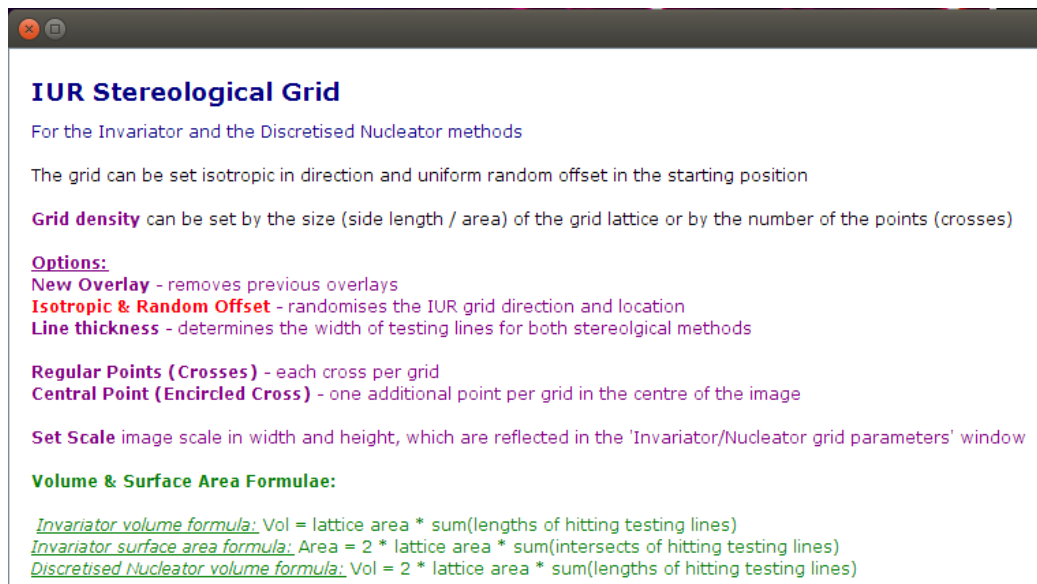 IUR Stereological Grid
For the Invariator and the Discretised Nucleator methods
The grid can be set isotropic in direction and uniform random offset in the starting position
Grid density can be set by the size (side length / area) of the grid lattice or by the number of the points (crosses)
Options:
New Overlay - removes previous overlays
Isotropic & Random Offset - randomises the IUR grid direction and location
Line thickness - determines the width of testing lines for both stereolgical methods
Regular Points (Crosses) - each cross per grid
Central Point (Encircled Cross) - one additional point per grid in the centre of the image
Set Scale image scale in width and height, which are reflected in the 'Invariator/Nucleator grid parameters' window
Volume & Surface Area Formulae:
Invariator volume formula: Vol = lattice area * sum(lengths of hitting testing lines)
Invariator surface area formula: Area = 2 * lattice area * sum(intersects of hitting testing lines)
Discretised Nucleator volume formula: Vol = 2 * lattice area * sum(lengths of hitting testing lines)